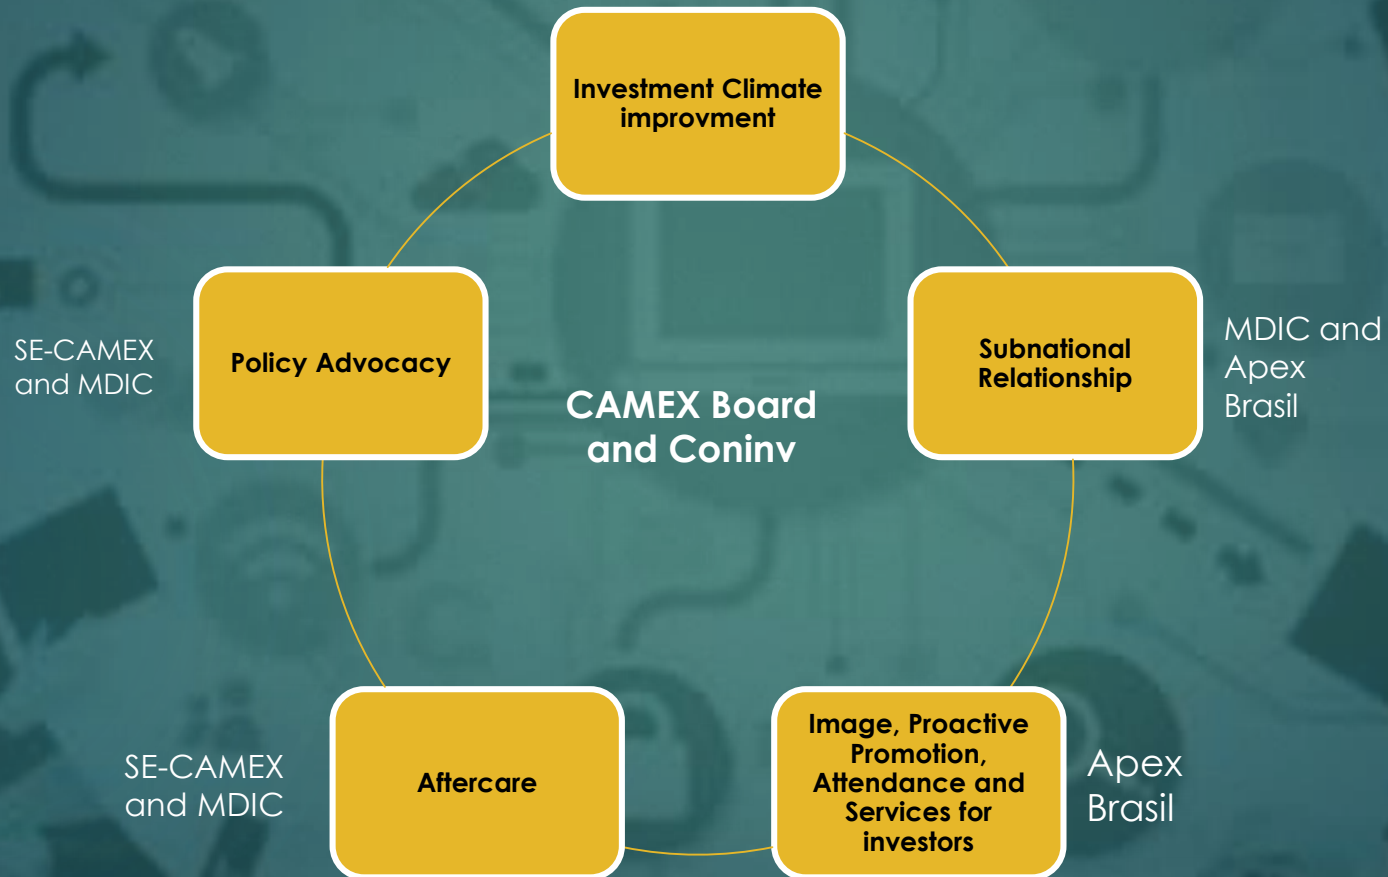 Investment Climate
improvment
SE-CAMEX
and MDIC
Policy Advocacy
CAMEX Board
and Coninv
Subnational
Relationship
MDIC and
Apex
Brasil
SE-CAMEX
and MDIC
Aftercare
Image, Proactive
Promotion,
Attendance and
Services for
investors
Apex
Brasil